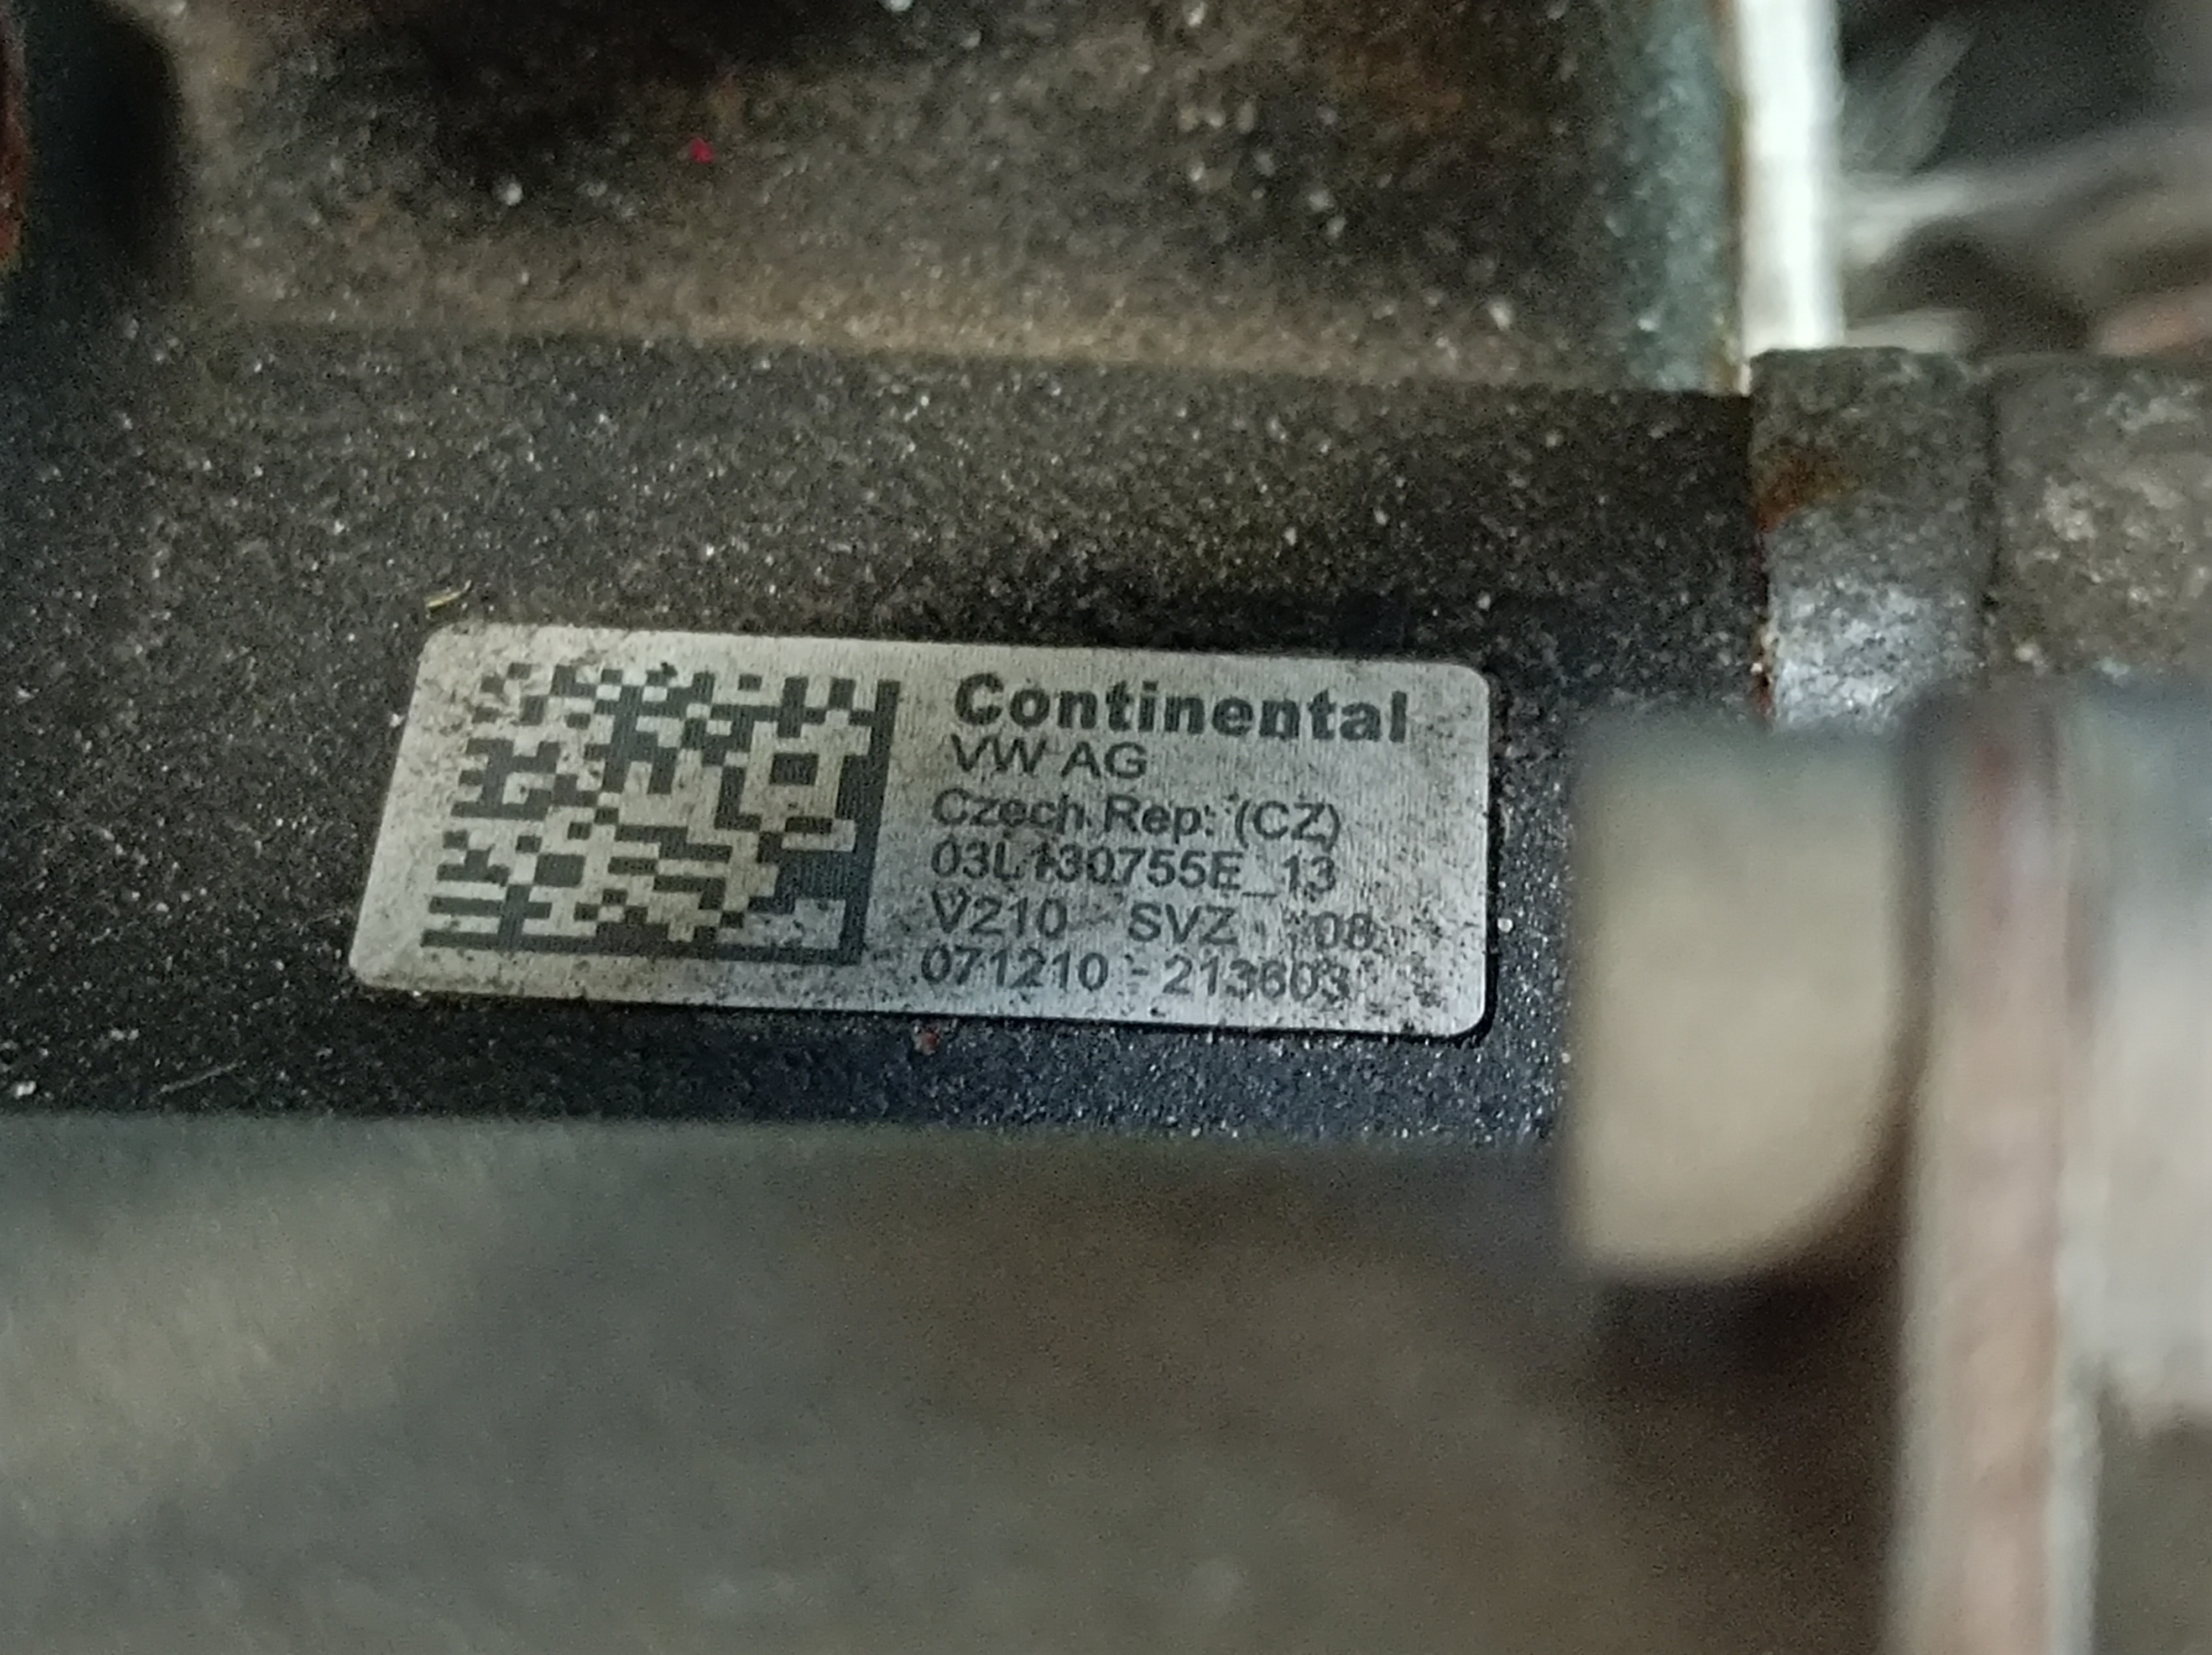 Continental
VW AG
Czech Rep. (CZ)
03L130755E_13
V210 SVZ 08
071210 - 213603